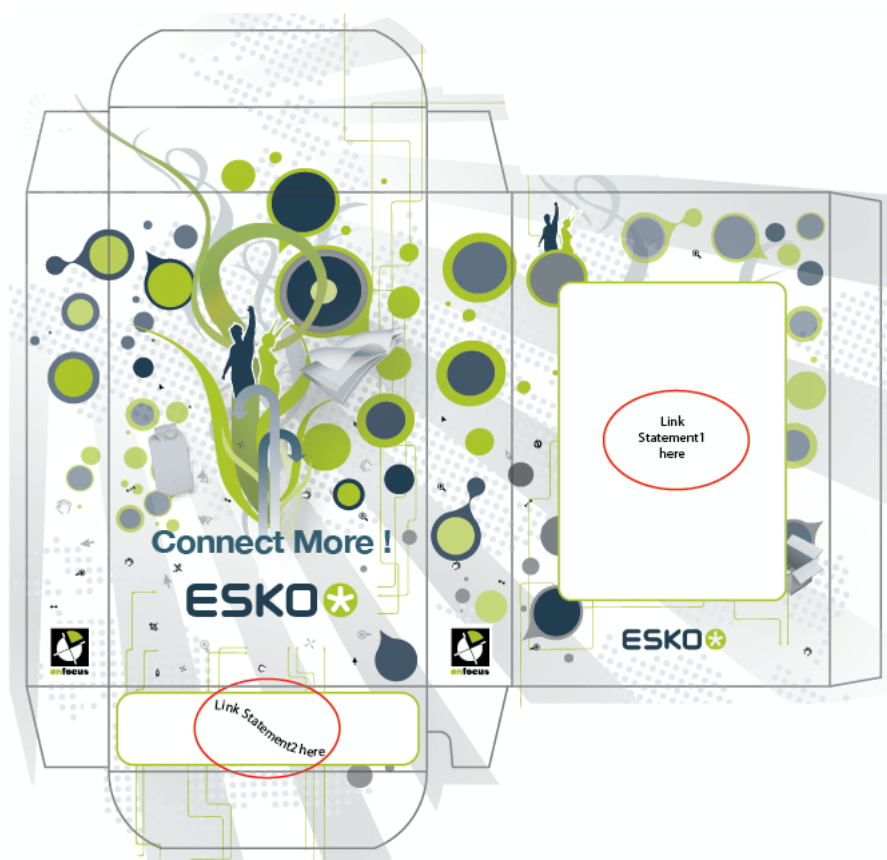 Link
Statement1
here
Connect More !
ESKO
ESKO
enfocus
enfocus
Link Statement2 here